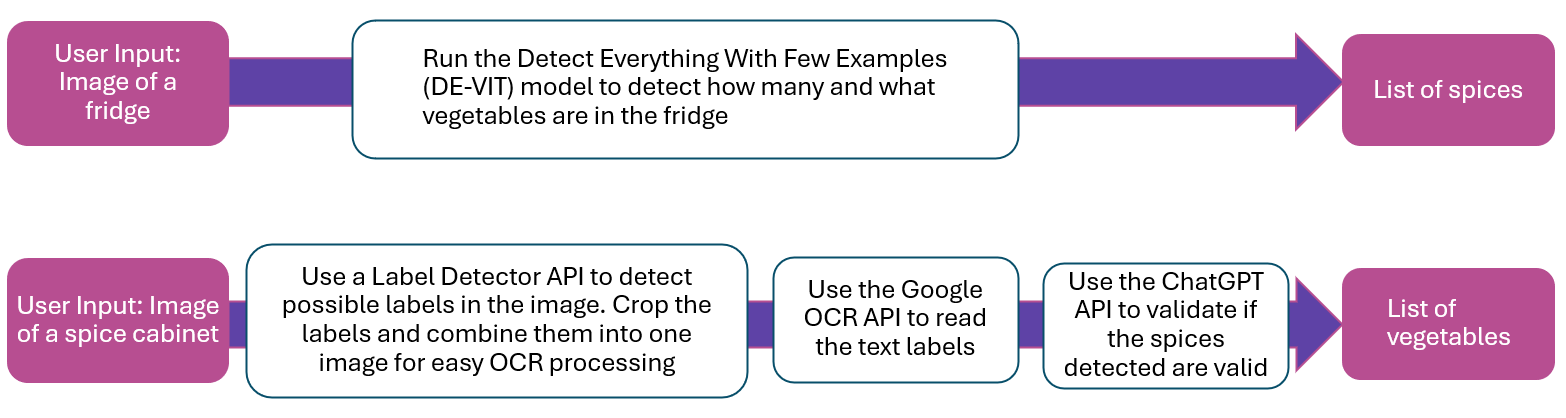 User Input:
Image of a
fridge
Run the Detect Everything With Few Examples
(DE-VIT) model to detect how many and what
vegetables are in the fridge
List of spices
User Input: Image
of a spice cabinet
Use a Label Detector API to detect
possible labels in the image. Crop the
labels and combine them into one
image for easy OCR processing
Use the Google
OCR API to read
the text labels
Use the ChatGPT
API to validate if
the spices
detected are valid
List of
vegetables